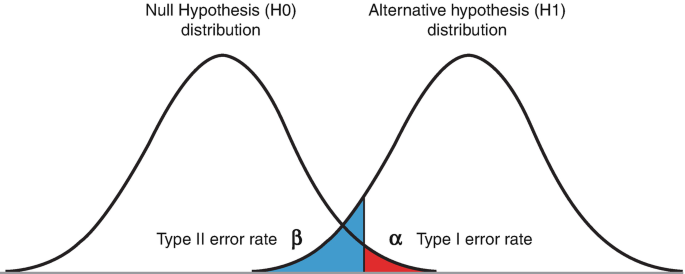 Null Hypothesis (H0)
distribution
Alternative hypothesis (H1)
distribution
Type II error rate β
α Type I error rate